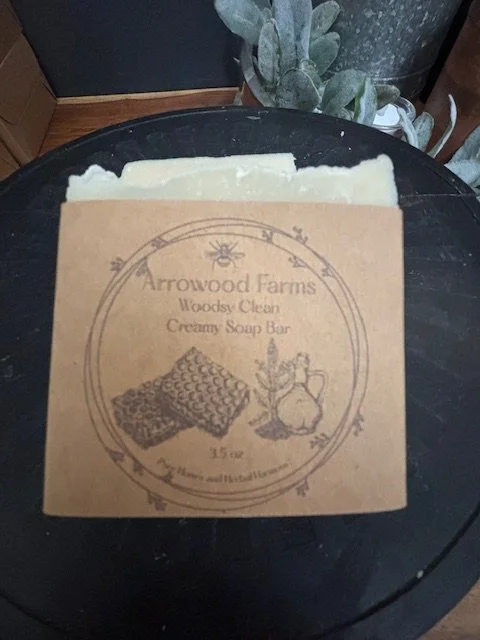 Arrowood Farms
Woodsy Clean
Creamy Soap Bar
3.5 oz
Pure Honey and Herbal Harmony